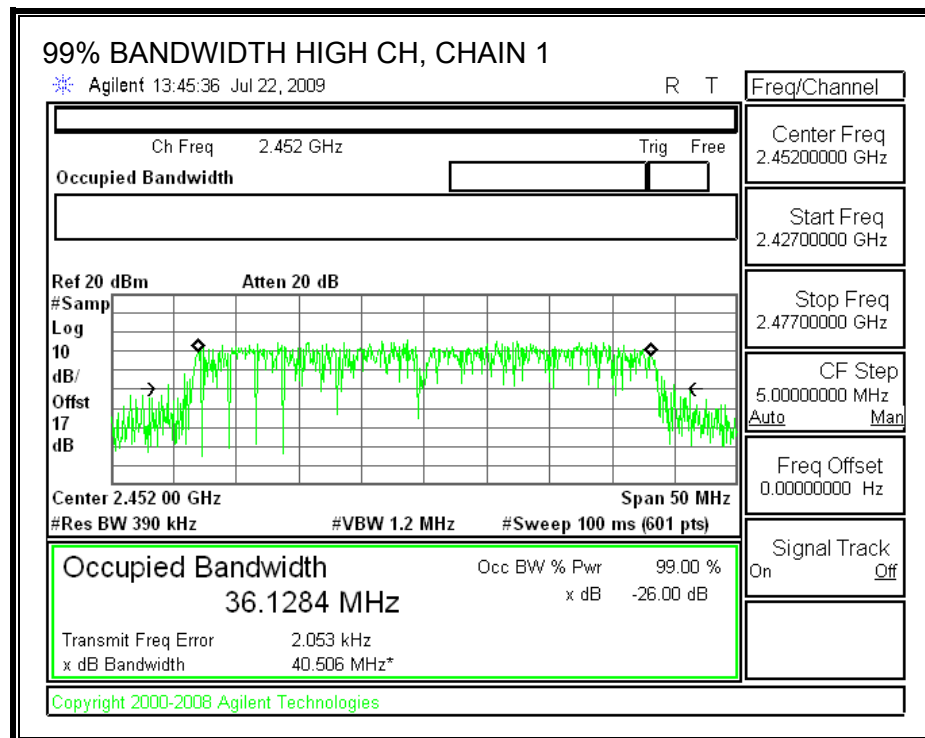 99% BANDWIDTH HIGH CH, CHAIN 1
Agilent 13:45:36 Jul 22, 2009 R T
Freq/Channel
Ch Freq 2.452 GHz Trig Free
Occupied Bandwidth
Center Freq
2.45200000 GHz
Start Freq
2.42700000 GHz
Stop Freq
2.47700000 GHz
CF Step
5.00000000 MHz
Auto Man
Freq Offset
0.00000000 Hz
Signal Track
On Off
Ref 20 dBm Atten 20 dB
#Samp
Log
10
dB/
Offst
17
dB
Center 2.452 00 GHz Span 50 MHz
#Res BW 390 kHz #VBW 1.2 MHz #Sweep 100 ms (601 pts)
Occupied Bandwidth
36.1284 MHz
Occ BW % Pwr 99.00 %
x dB -26.00 dB
Transmit Freq Error 2.053 kHz
x dB Bandwidth 40.506 MHz*
Copyright 2000-2008 Agilent Technologies